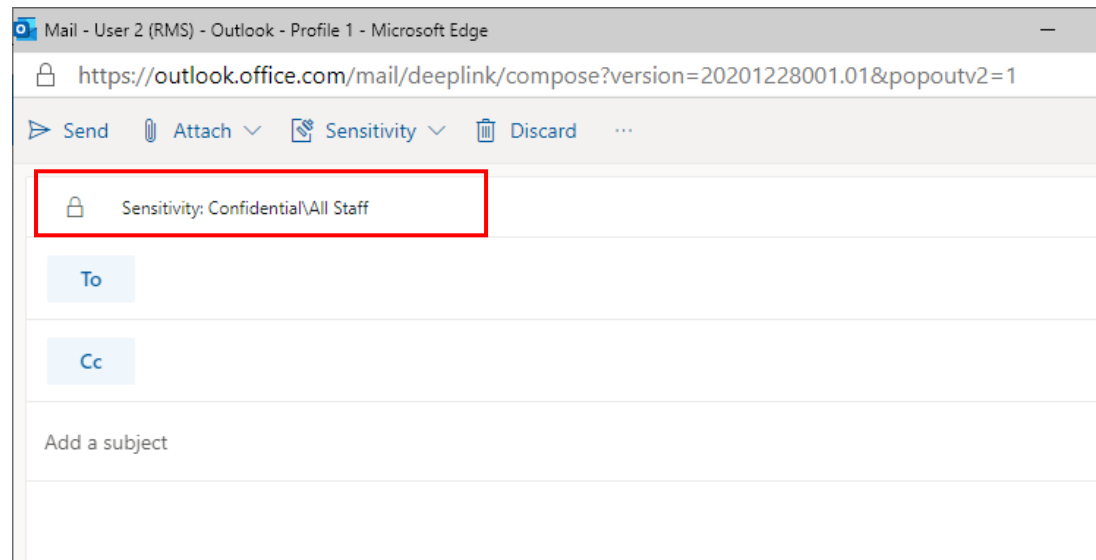 Mail - User 2 (RMS) - Outlook - Profile 1 - Microsoft Edge
https://outlook.office.com/mail/deeplink/compose?version=20201228001.01&popoutv2=1
Send Attach Sensitivity Discard ...
Sensitivity: Confidential\All Staff
To
Cc
Add a subject